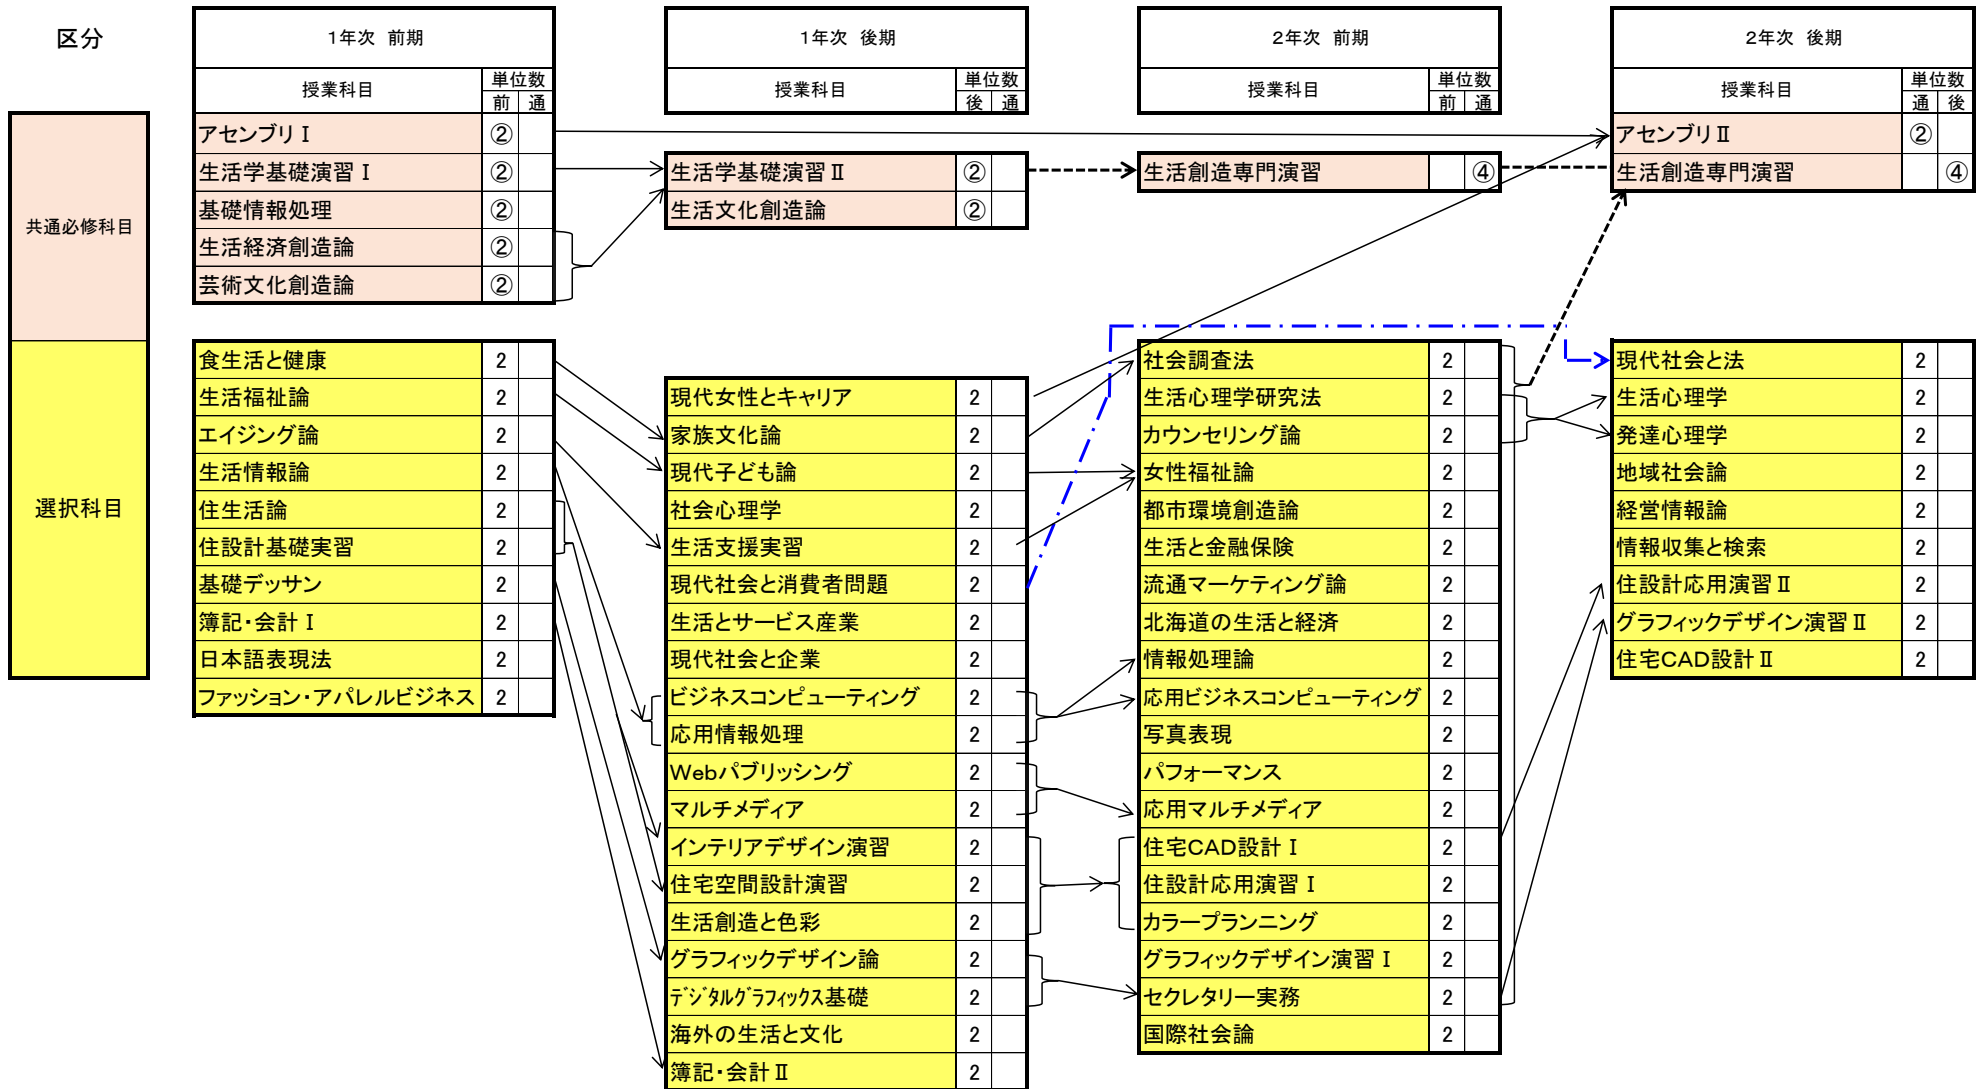 区分
共通必修科目
選択科目
1年次 前期
授業科目 単位数
前 通
アセンブリⅠ ②
生活学基礎演習Ⅰ ②
基礎情報処理 ②
生活経済創造論 ②
芸術文化創造論 ②
食生活と健康 2
生活福祉論 2
エイジング論 2
生活情報論 2
住生活論 2
住設計基礎実習 2
基礎デッサン 2
簿記・会計Ⅰ 2
日本語表現法 2
ファッション・アパレルビジネス 2
1年次 後期
授業科目 単位数
後 通
生活学基礎演習Ⅱ ②
生活文化創造論 ②
現代女性とキャリア 2
家族文化論 2
現代子ども論 2
社会心理学 2
生活支援実習 2
現代社会と消費者問題 2
生活とサービス産業 2
現代社会と企業 2
ビジネスコンピューティング 2
応用情報処理 2
Webパブリッシング 2
マルチメディア 2
インテリアデザイン演習 2
住宅空間設計演習 2
生活創造と色彩 2
グラフィックデザイン論 2
デジタルグラフィックス基礎 2
海外の生活と文化 2
簿記・会計Ⅱ 2
2年次 前期
授業科目 単位数
前 通
生活創造専門演習 ④
社会調査法 2
生活心理学研究法 2
カウンセリング論 2
女性福祉論 2
都市環境創造論 2
生活と金融保険 2
流通マーケティング論 2
北海道の生活と経済 2
情報処理論 2
応用ビジネスコンピューティング 2
写真表現 2
パフォーマンス 2
応用マルチメディア 2
住宅CAD設計Ⅰ 2
住設計応用演習Ⅰ 2
カラープランニング 2
グラフィックデザイン演習Ⅰ 2
セクレタリー実務 2
国際社会論 2
2年次 後期
授業科目 単位数
通 後
アセンブリⅡ ②
生活創造専門演習 ④
現代社会と法 2
生活心理学 2
発達心理学 2
地域社会論 2
経営情報論 2
情報収集と検索 2
住設計応用演習Ⅱ 2
グラフィックデザイン演習Ⅱ 2
住宅CAD設計Ⅱ 2